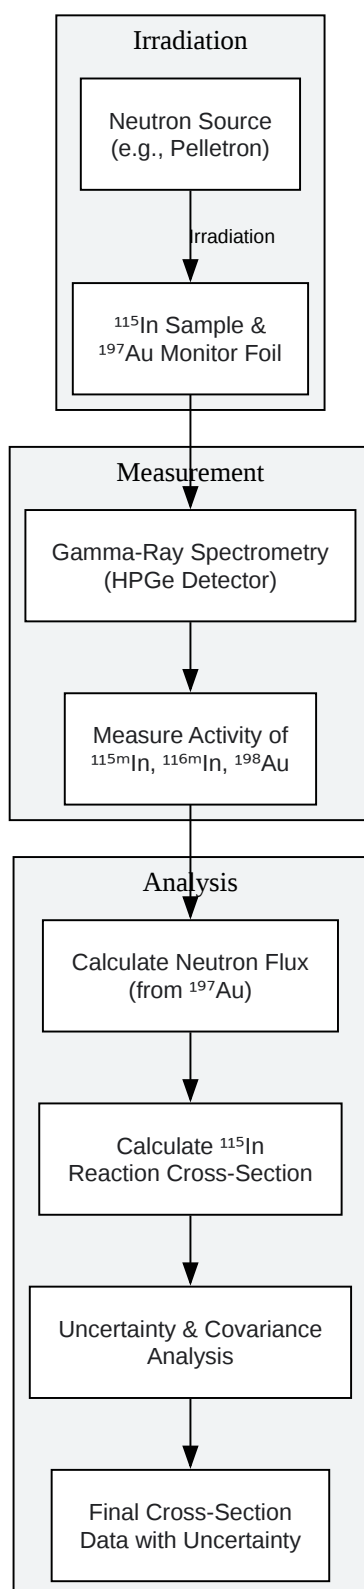 Irradiation
Neutron Source
(e.g., Pelletron)
Irradiation
¹¹⁵In Sample &
¹⁹⁷Au Monitor Foil
Measurement
Gamma-Ray Spectrometry
(HPGe Detector)
Measure Activity of
¹¹⁵ᵐIn, ¹¹⁶ᵐIn, ¹⁹⁸Au
Analysis
Calculate Neutron Flux
(from ¹⁹⁷Au)
Calculate ¹¹⁵In
Reaction Cross-Section
Uncertainty & Covariance
Analysis
Final Cross-Section
Data with Uncertainty